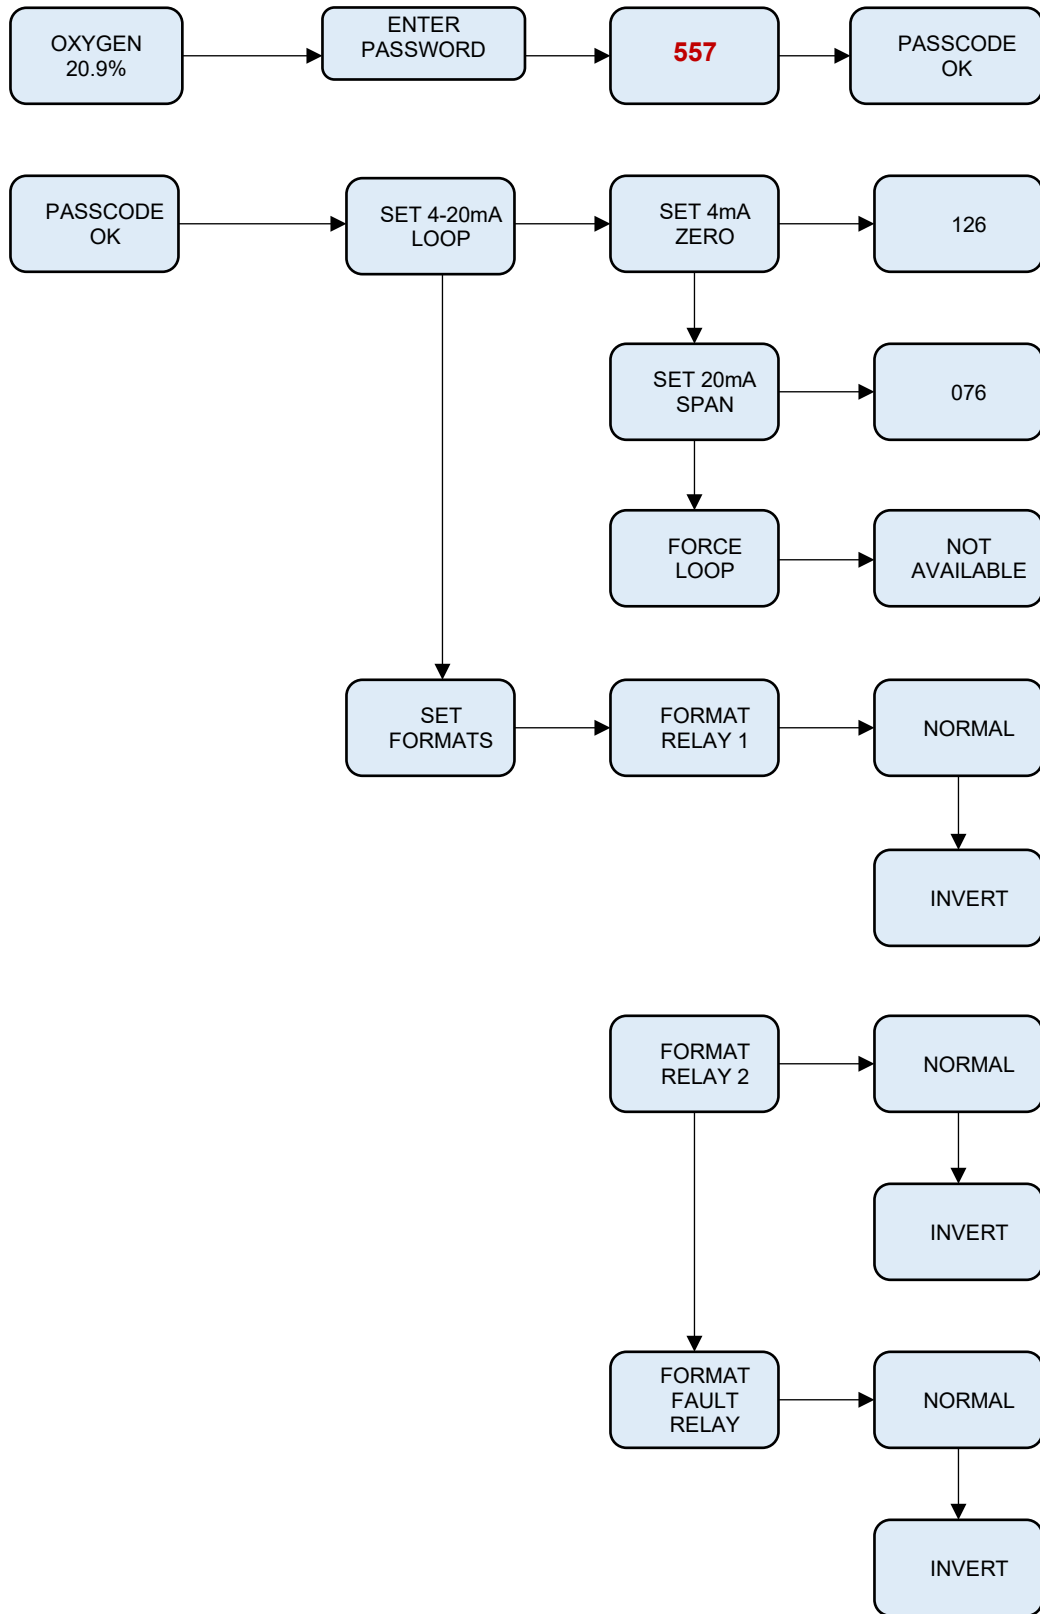 OXYGEN
20.9%
ENTER
PASSWORD
557
PASSCODE
OK
PASSCODE
OK
SET 4-20mA
LOOP
SET 4mA
ZERO
126
SET 20mA
SPAN
076
FORCE
LOOP
NOT
AVAILABLE
SET
FORMATS
FORMAT
RELAY 1
NORMAL
INVERT
FORMAT
RELAY 2
NORMAL
INVERT
FORMAT
FAULT
RELAY
NORMAL
INVERT